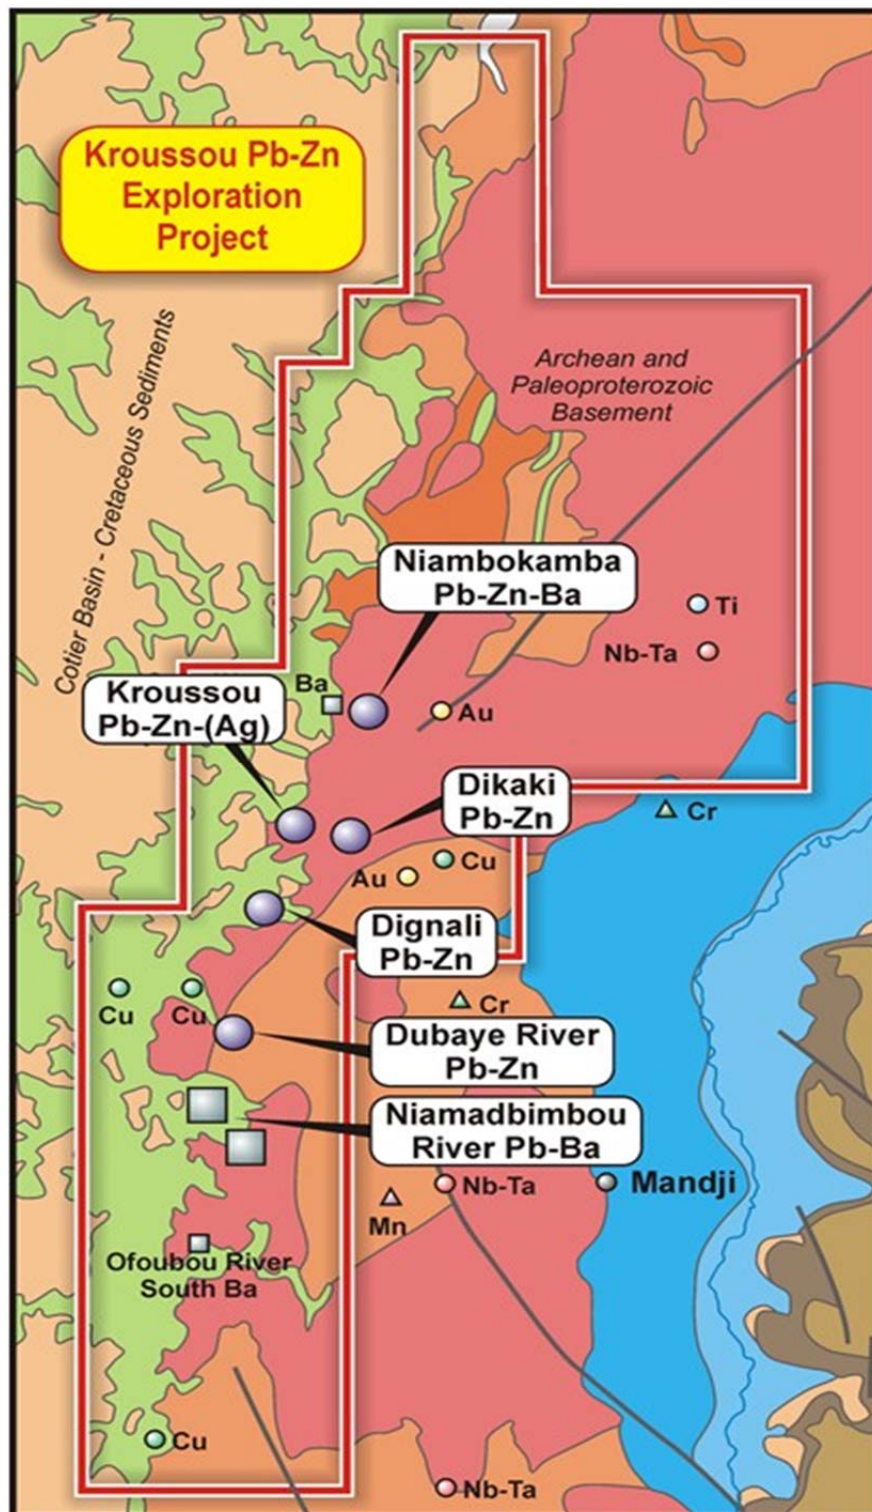 Kroussou Pb-Zn
Exploration
Project
Cotier Basin - Cretaceous Sediments
Archean and
Paleoproterozoic
Basement
Niambokamba
Pb-Zn-Ba
Ti
Nb-Ta
Kroussou
Pb-Zn-(Ag)
Ba
Au
Dikaki
Pb-Zn
Cr
Cu
Au
Dignali
Pb-Zn
Cu
Cu
Cr
Dubaye River
Pb-Zn
Niamadbimbou
River Pb-Ba
Nb-Ta
Mandji
Mn
Ofoubou River
South Ba
Cu
Nb-Ta